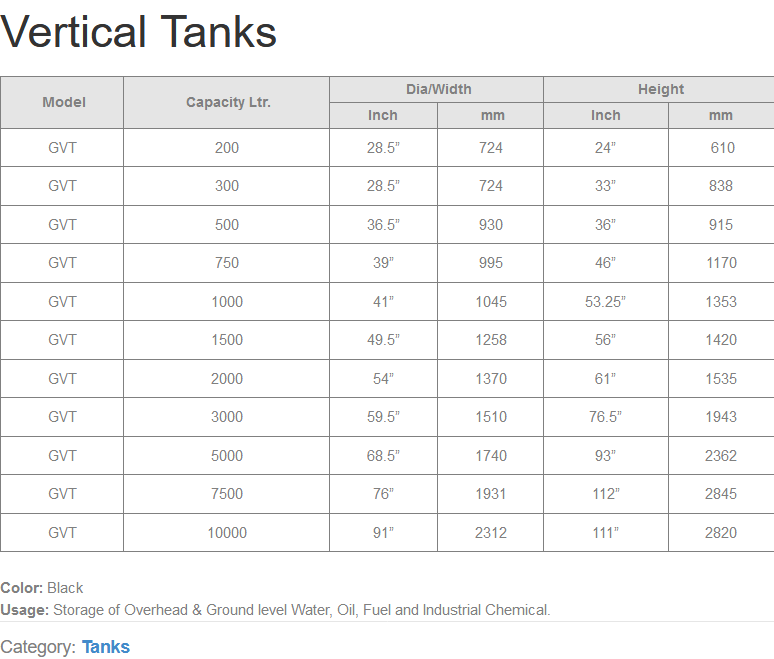 Vertical Tanks
Model Capacity Ltr. Dia/Width Height
Inch mm Inch mm
GVT 200 28.5” 724 24” 610
GVT 300 28.5” 724 33” 838
GVT 500 36.5” 930 36” 915
GVT 750 39” 995 46” 1170
GVT 1000 41” 1045 53.25” 1353
GVT 1500 49.5” 1258 56” 1420
GVT 2000 54” 1370 61” 1535
GVT 3000 59.5” 1510 76.5” 1943
GVT 5000 68.5” 1740 93” 2362
GVT 7500 76” 1931 112” 2845
GVT 10000 91” 2312 111” 2820
Color: Black
Usage: Storage of Overhead & Ground level Water, Oil, Fuel and Industrial Chemical.
Category: Tanks